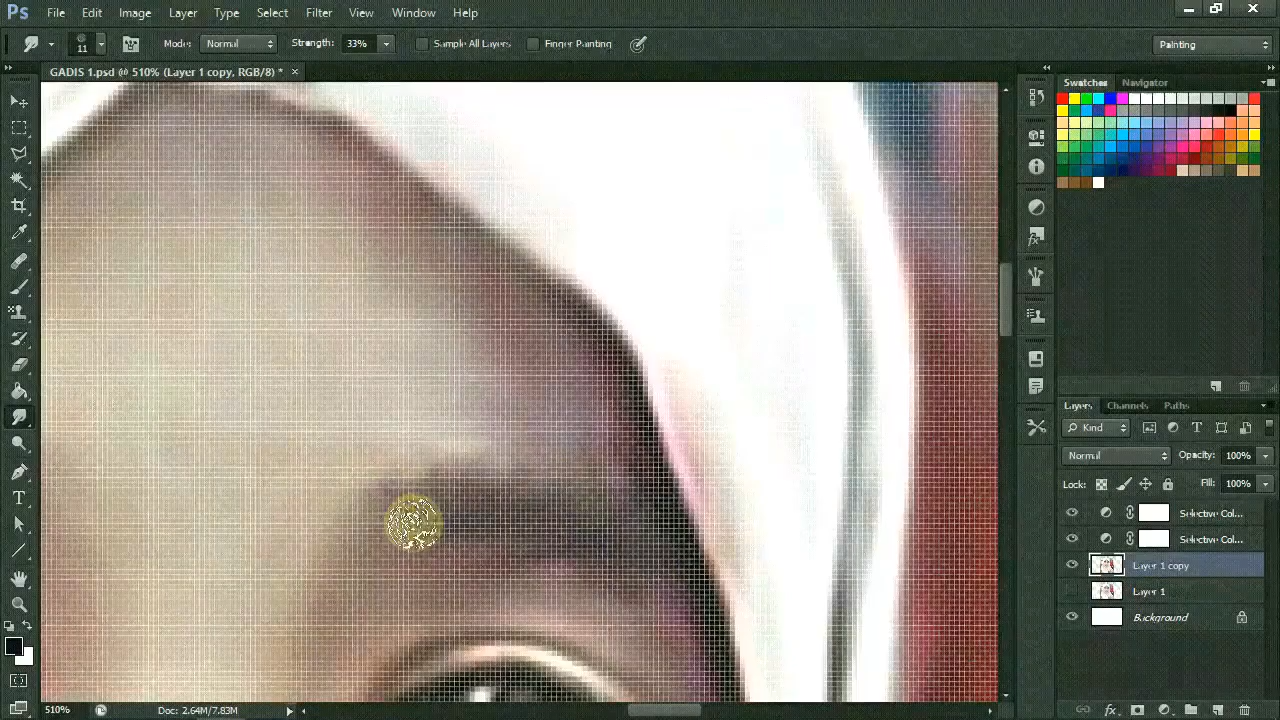 Ps File Edit Image Layer Type Select Filter View Window Help
11 Mode: Normal Strength: 33% Sample All Layers Finger Painting Painting
GADIS 1.psd @ 510% (Layer 1 copy, RGB/8) *
Swatches Navigator
Layers Channels Paths
Kind
Normal Opacity: 100%
Lock: Fill: 100%
Selective Col...
Selective Col...
Layer 1 copy
Layer 1
Background
510% Doc: 2.64M/7.83M